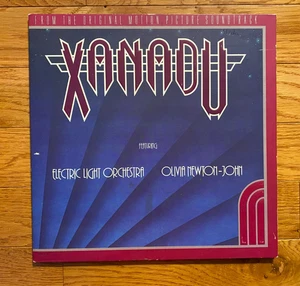 FROM THE ORIGINAL MOTION PICTURE SOUNDTRACK
XANADU
FEATURING
ELECTRIC LIGHT ORCHESTRA OLIVIA NEWTON-JOHN